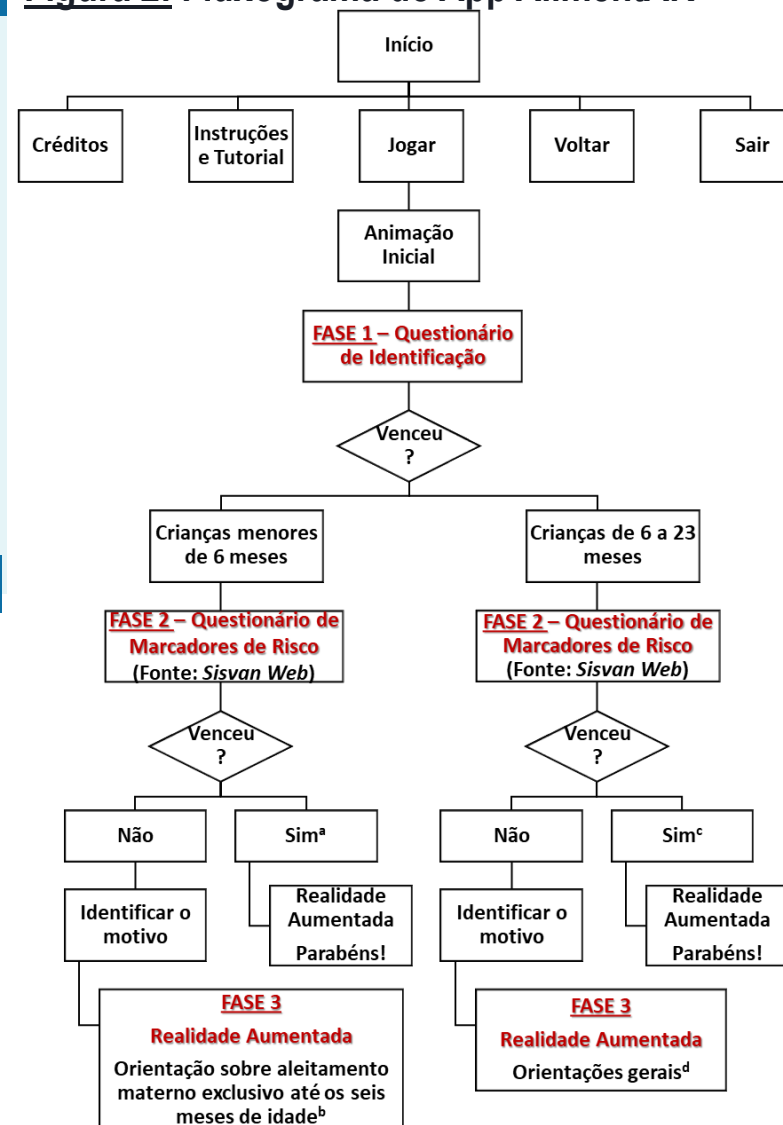 Início
Créditos
Instruções
e Tutorial
Jogar
Voltar
Sair
Animação
Inicial
FASE 1 – Questionário
de Identificação
Venceu
?
Crianças menores
de 6 meses
Crianças de 6 a 23
meses
FASE 2 – Questionário de
Marcadores de Risco
(Fonte: Sisvan Web)
FASE 2 – Questionário de
Marcadores de Risco
(Fonte: Sisvan Web)
Venceu
?
Venceu
?
Não
Simᵃ
Não
Simᶜ
Identificar o
motivo
Realidade
Aumentada
Parabéns!
Identificar o
motivo
Realidade
Aumentada
Parabéns!
FASE 3
Realidade Aumentada
Orientação sobre aleitamento
materno exclusivo até os seis
meses de idadeᵇ
FASE 3
Realidade Aumentada
Orientações geraisᵈ